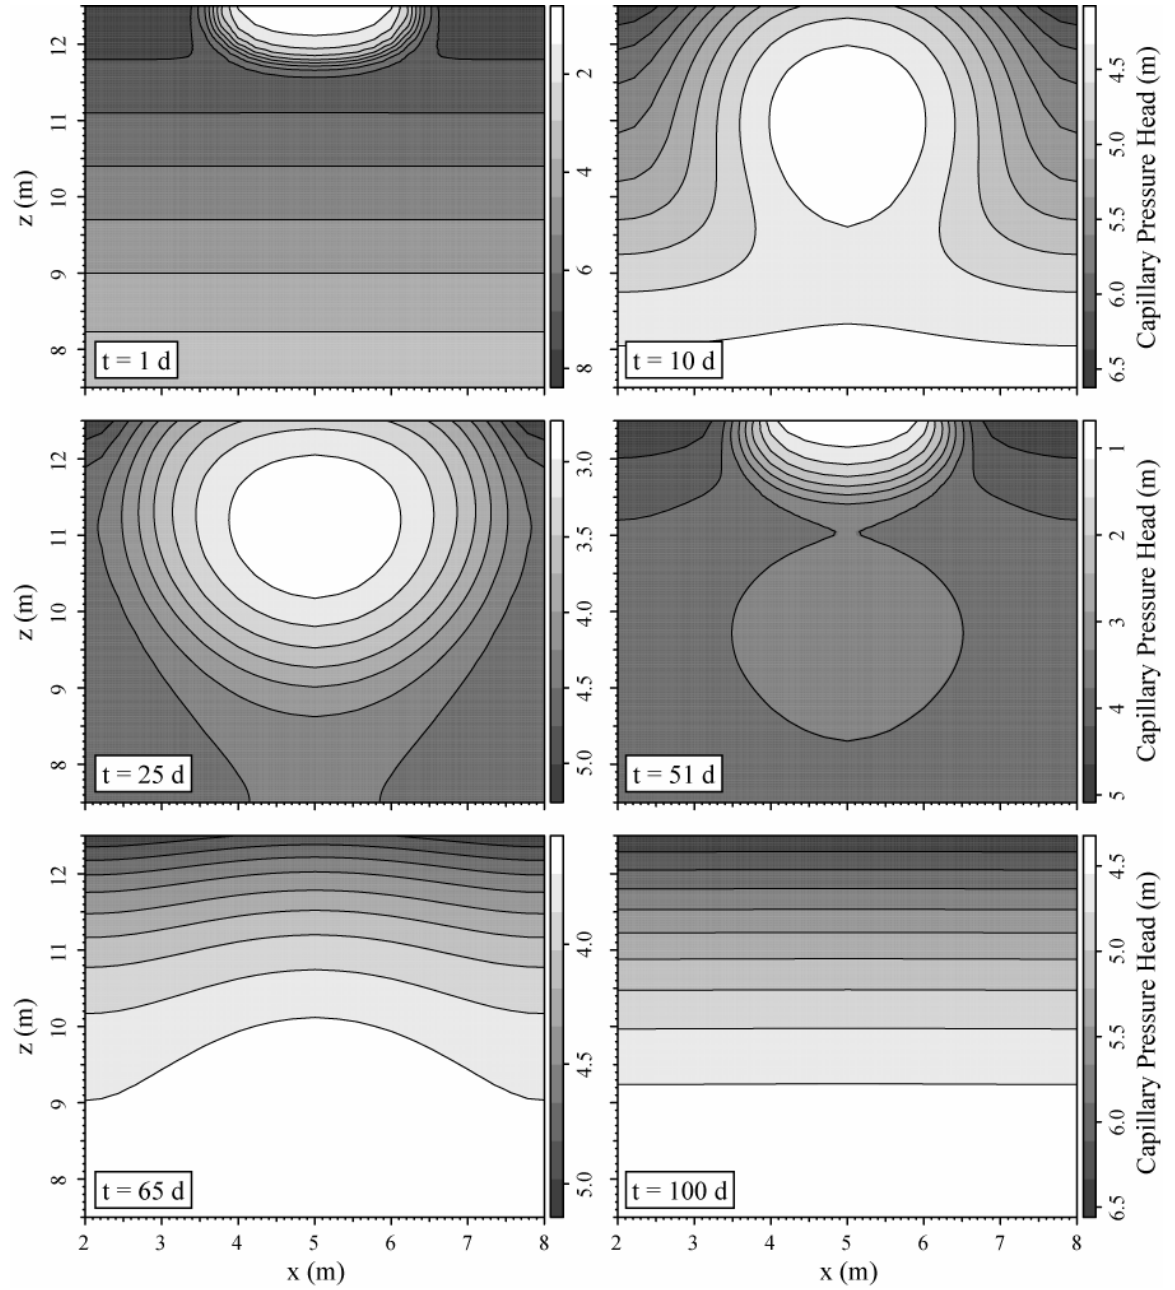 12
11
10
9
8
z (m)
t = 1 d
2
4
6
8
t = 10 d
4.5
5.0
5.5
6.0
6.5
Capillary Pressure Head (m)
12
11
10
9
8
z (m)
t = 25 d
3.0
3.5
4.0
4.5
5.0
t = 51 d
1
2
3
4
5
Capillary Pressure Head (m)
12
11
10
9
8
z (m)
t = 65 d
4.0
4.5
5.0
t = 100 d
4.5
5.0
5.5
6.0
6.5
Capillary Pressure Head (m)
2 3 4 5 6 7 8
x (m)
2 3 4 5 6 7 8
x (m)